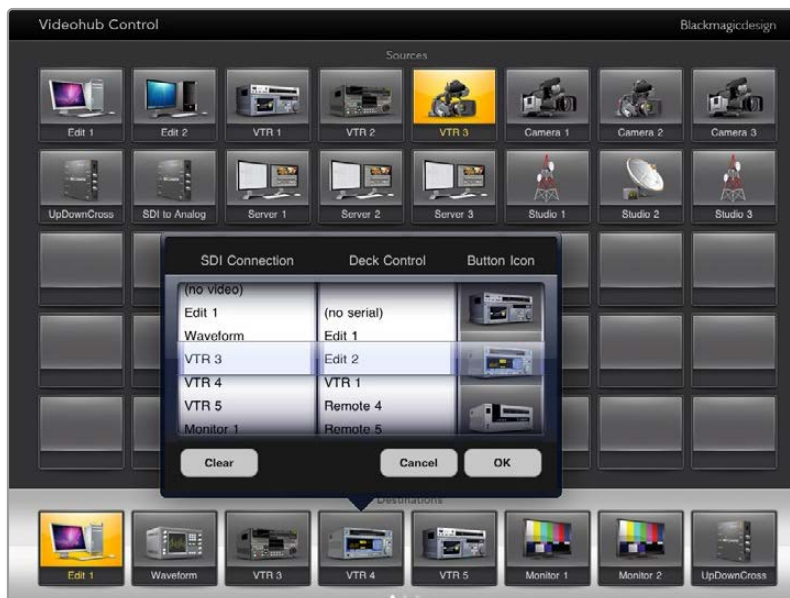 Videohub Control
Blackmagicdesign
Sources
Edit 1
Edit 2
VTR 1
VTR 2
VTR 3
Camera 1
Camera 2
Camera 3
UpDownCross
SDI to Analog
Server 1
Server 2
Server 3
Studio 1
Studio 2
Studio 3
SDI Connection
Deck Control
Button Icon
(no video)
Edit 1
(no serial)
Waveform
Edit 1
VTR 3
Edit 2
VTR 4
VTR 1
VTR 5
Remote 4
Monitor 1
Remote 5
Clear
Cancel
OK
Destinations
Edit 1
Waveform
VTR 3
VTR 4
VTR 5
Monitor 1
Monitor 2
UpDownCross